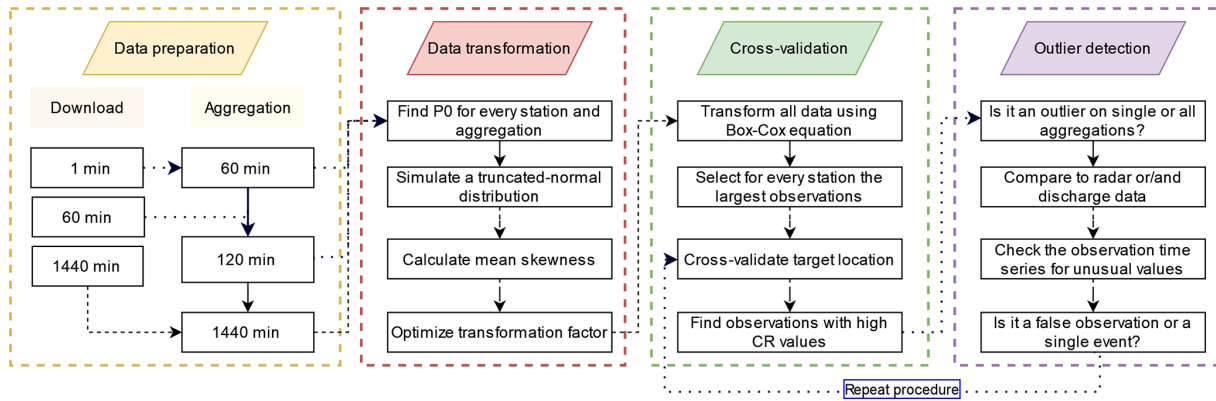 Data preparation
Download
Aggregation
1 min
60 min
60 min
120 min
1440 min
1440 min
Data transformation
Find P0 for every station and
aggregation
Simulate a truncated-normal
distribution
Calculate mean skewness
Optimize transformation factor
Cross-validation
Transform all data using
Box-Cox equation
Select for every station the
largest observations
Cross-validate target location
Find observations with high
CR values
Outlier detection
Is it an outlier on single or all
aggregations?
Compare to radar or/and
discharge data
Check the observation time
series for unusual values
Is it a false observation or a
single event?
Repeat procedure